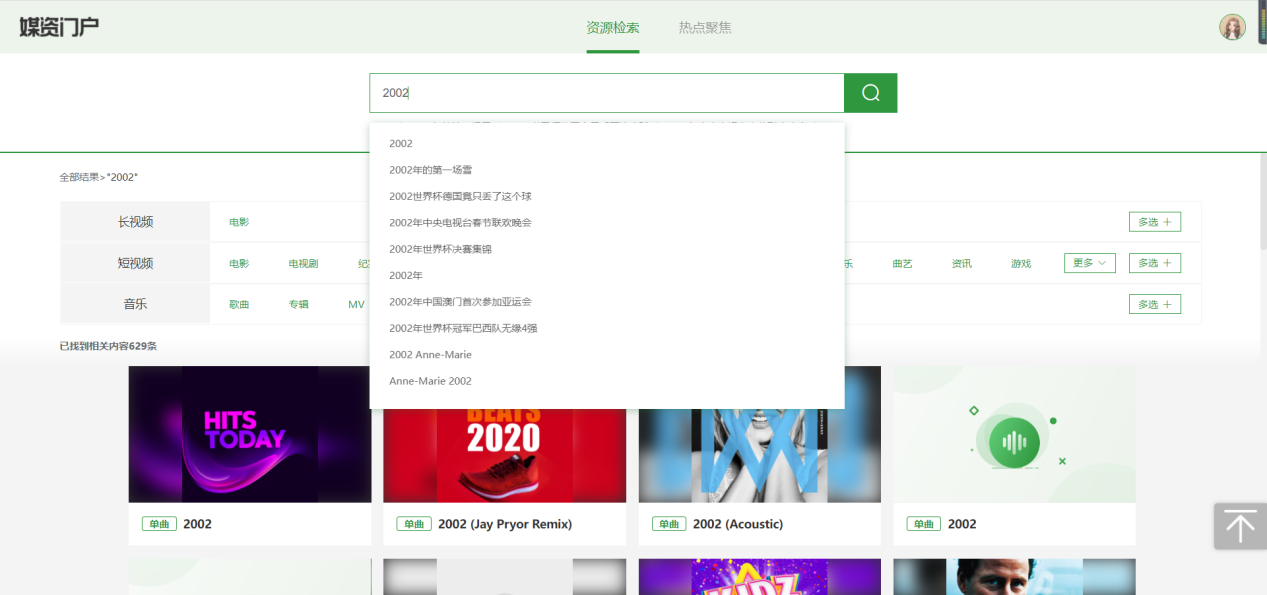 媒资门户
资源检索 热点聚焦
2002
2002
2002年的第一场雪
2002世界杯德国竟只丢了这个球
2002年中央电视台春节联欢晚会
2002年世界杯决赛集锦
2002年
2002年中国澳门首次参加亚运会
2002年世界杯冠军巴西队无缘4强
2002 Anne-Marie
Anne-Marie 2002
全部结果>"2002"
长视频 电影 多选
短视频 电影 电视剧 乐 曲艺 资讯 游戏 更多 多选
音乐 歌曲 专辑 MV 多选
已找到相关内容629条
HITS
TODAY
BEATS
2020
单曲 2002
单曲 2002 (Jay Pryor Remix)
单曲 2002 (Acoustic)
单曲 2002
KIDZ